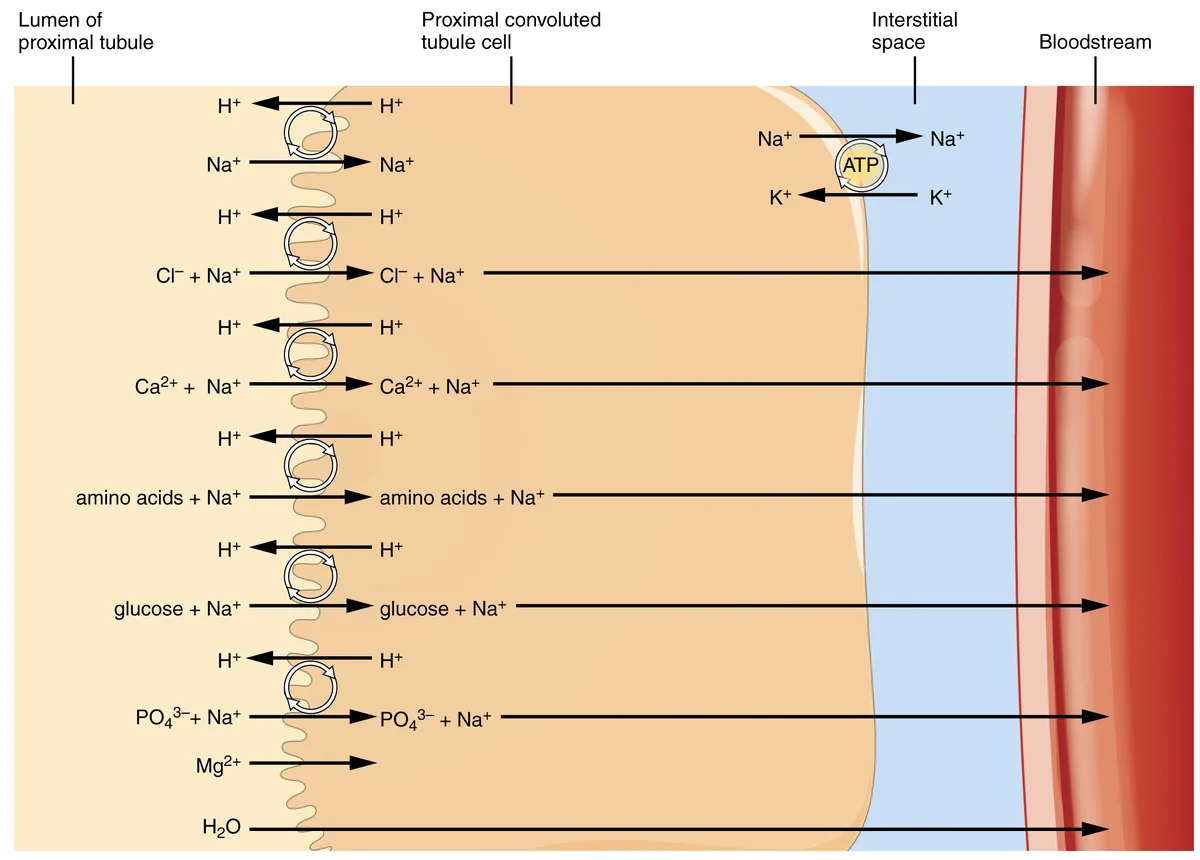 Lumen of
proximal tubule
Proximal convoluted
tubule cell
Interstitial
space
Bloodstream
H⁺ H⁺
Na⁺ Na⁺
Na⁺ Na⁺
ATP
K⁺ K⁺
H⁺ H⁺
Cl⁻ + Na⁺ Cl⁻ + Na⁺
H⁺ H⁺
Ca²⁺ + Na⁺ Ca²⁺ + Na⁺
H⁺ H⁺
amino acids + Na⁺ amino acids + Na⁺
H⁺ H⁺
glucose + Na⁺ glucose + Na⁺
H⁺ H⁺
PO₄³⁻+ Na⁺ PO₄³⁻ + Na⁺
Mg²⁺
H₂O